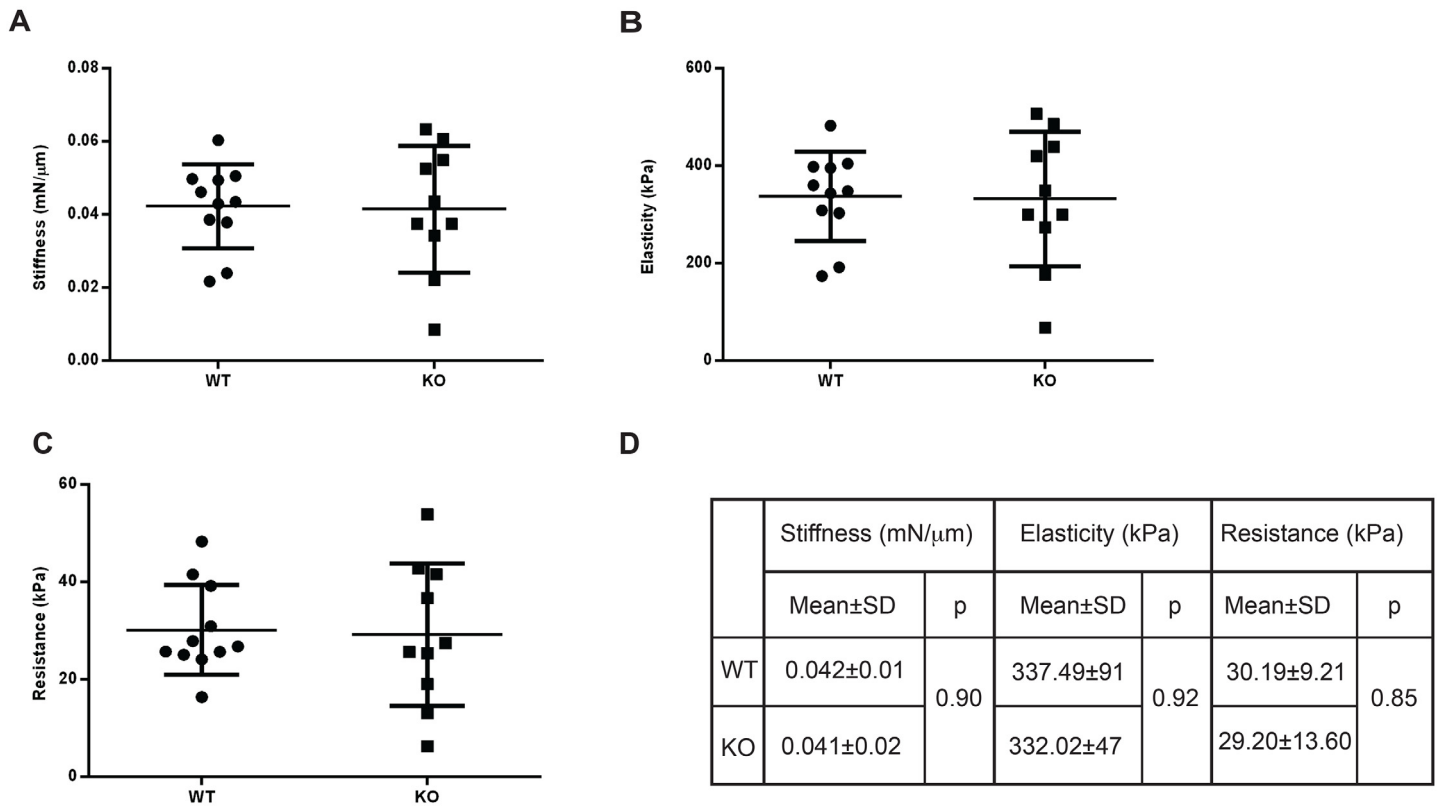 A
Stiffness (mN/μm)
0.08
0.06
0.04
0.02
0.00
WT
KO
B
Elasticity (kPa)
600
400
200
0
WT
KO
C
Resistance (kPa)
60
40
20
0
WT
KO
D
Stiffness (mN/μm) Elasticity (kPa) Resistance (kPa)
Mean±SD p Mean±SD p Mean±SD p
WT 0.042±0.01 0.90 337.49±91 0.92 30.19±9.21 0.85
KO 0.041±0.02 332.02±47 29.20±13.60